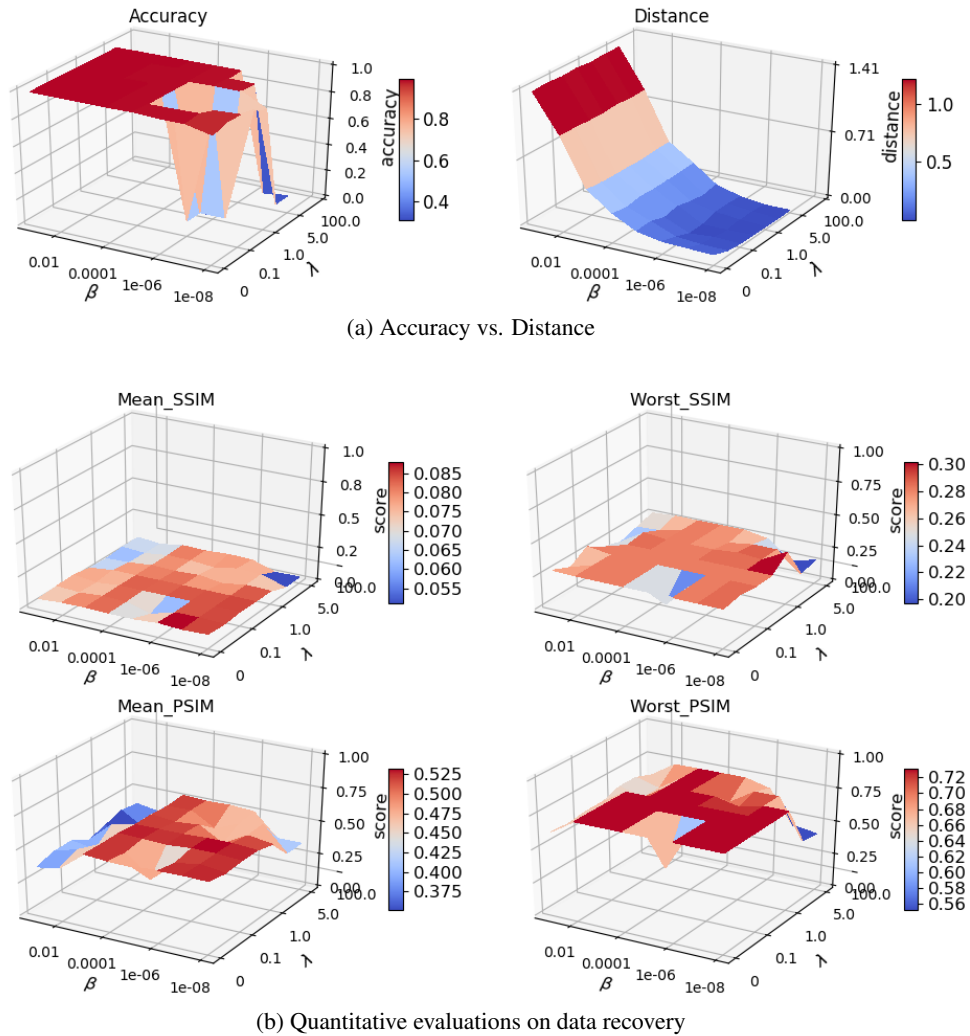 Accuracy
1.0
0.8
0.6
0.4
0.2
0.0
accuracy
0.8
0.6
0.4
100.0
5.0
1.0
0.1
0
λ
0.01
0.0001
1e-06
1e-08
β
Distance
1.41
0.71
0.00
distance
1.0
0.5
100.0
5.0
1.0
0.1
0
λ
0.01
0.0001
1e-06
1e-08
β
(a) Accuracy vs. Distance
Mean_SSIM
1.0
0.8
0.5
0.2
0.0
score
0.085
0.080
0.075
0.070
0.065
0.060
0.055
100.0
5.0
1.0
0.1
0
λ
0.01
0.0001
1e-06
1e-08
β
Worst_SSIM
1.00
0.75
0.50
0.25
0.00
score
0.30
0.28
0.26
0.24
0.22
0.20
100.0
5.0
1.0
0.1
0
λ
0.01
0.0001
1e-06
1e-08
β
Mean_PSIM
1.00
0.75
0.50
0.25
0.00
score
0.525
0.500
0.475
0.450
0.425
0.400
0.375
100.0
5.0
1.0
0.1
0
λ
0.01
0.0001
1e-06
1e-08
β
Worst_PSIM
1.00
0.75
0.50
0.25
0.00
score
0.72
0.70
0.68
0.66
0.64
0.62
0.60
0.58
0.56
100.0
5.0
1.0
0.1
0
λ
0.01
0.0001
1e-06
1e-08
β
(b) Quantitative evaluations on data recovery